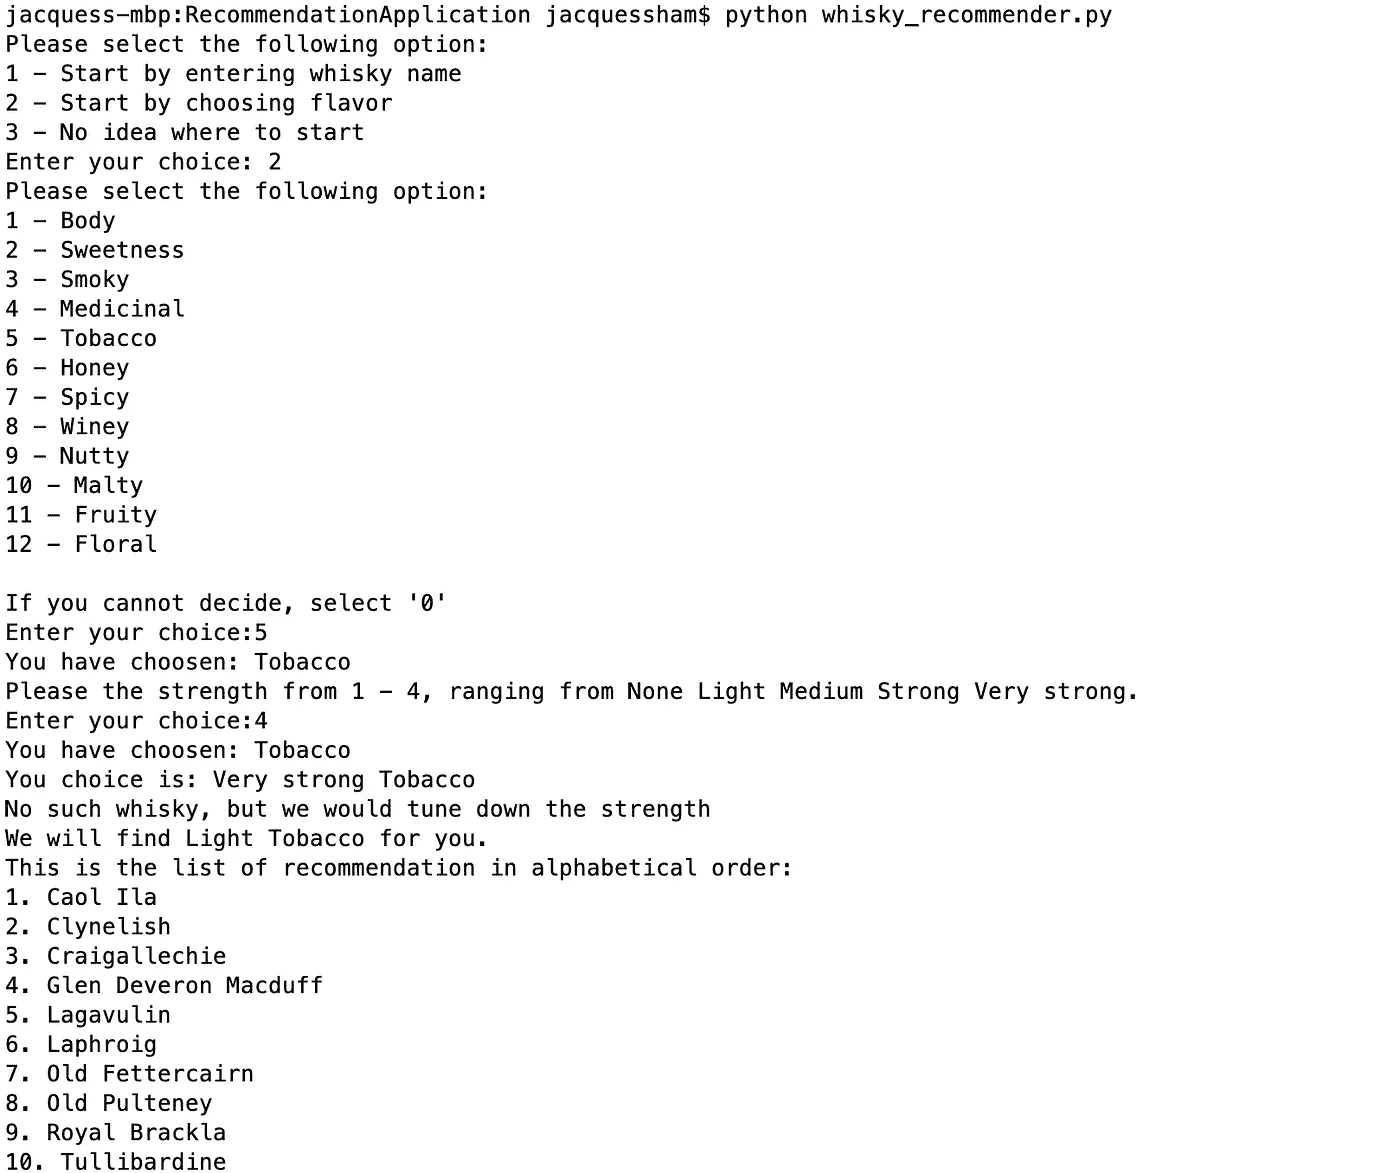 jacquess-mbp:RecommendationApplication jacquessham$ python whisky_recommender.py
Please select the following option:
1 - Start by entering whisky name
2 - Start by choosing flavor
3 - No idea where to start
Enter your choice: 2
Please select the following option:
1 - Body
2 - Sweetness
3 - Smoky
4 - Medicinal
5 - Tobacco
6 - Honey
7 - Spicy
8 - Winey
9 - Nutty
10 - Malty
11 - Fruity
12 - Floral
If you cannot decide, select '0'
Enter your choice:5
You have choosen: Tobacco
Please the strength from 1 - 4, ranging from None Light Medium Strong Very strong.
Enter your choice:4
You have choosen: Tobacco
You choice is: Very strong Tobacco
No such whisky, but we would tune down the strength
We will find Light Tobacco for you.
This is the list of recommendation in alphabetical order:
1. Caol Ila
2. Clynelish
3. Craigallechie
4. Glen Deveron Macduff
5. Lagavulin
6. Laphroig
7. Old Fettercairn
8. Old Pulteney
9. Royal Brackla
10. Tullibardine